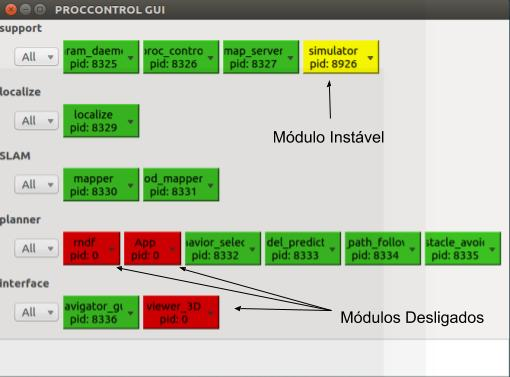 PROCCONTROL GUI
support
All
ram_daem
pid: 8325
proc_contro
pid: 8326
map_server
pid: 8327
simulator
pid: 8926
Módulo Instável
localize
All
localize
pid: 8329
SLAM
All
mapper
pid: 8330
od_mapper
pid: 8331
planner
All
rndf
pid: 0
App
pid: 0
navior_selec
pid: 8332
del_predict
pid: 8333
_path_follov
pid: 8334
stacle_avoi
pid: 8335
interface
All
avigator_gu
pid: 8336
viewer_3D
pid: 0
Módulos Desligados